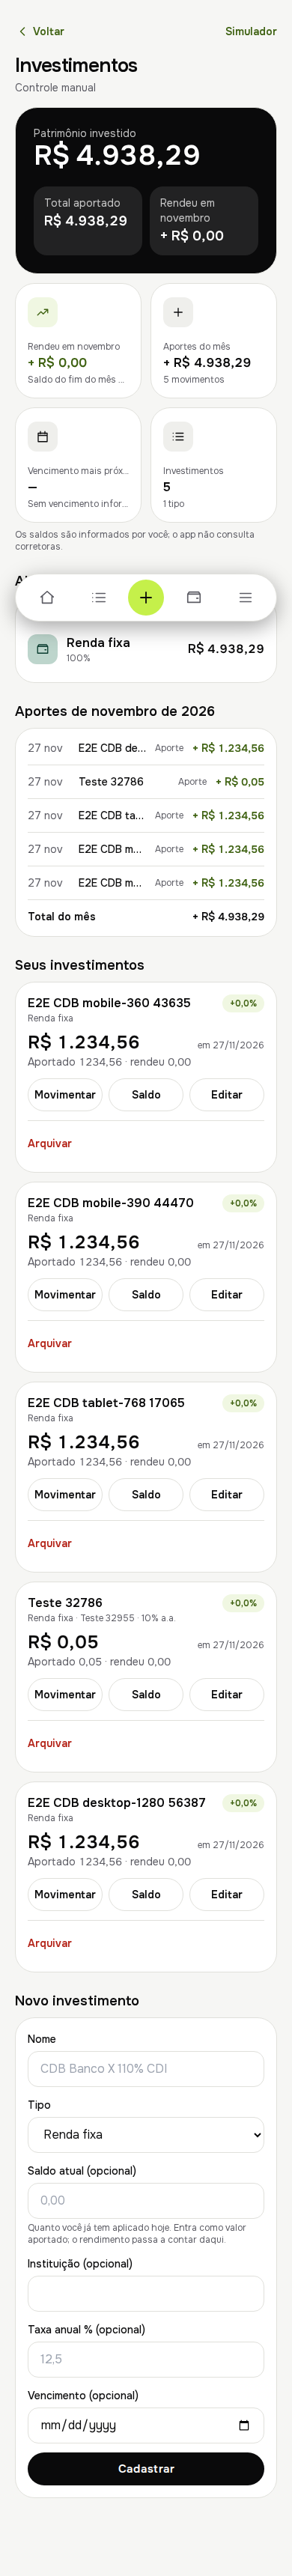 Voltar
Simulador
Investimentos
Controle manual
Patrimônio investido
R$ 4.938,29
Total aportado
R$ 4.938,29
Rendeu em
novembro
+ R$ 0,00
Rendeu em novembro
+ R$ 0,00
Saldo do fim do mês ...
Aportes do mês
+ R$ 4.938,29
5 movimentos
Vencimento mais próx...
—
Sem vencimento infor...
Investimentos
5
1 tipo
Os saldos são informados por você; o app não consulta
corretoras.
Renda fixa
100%
R$ 4.938,29
Aportes de novembro de 2026
27 nov E2E CDB de... Aporte + R$ 1.234,56
27 nov Teste 32786 Aporte + R$ 0,05
27 nov E2E CDB ta... Aporte + R$ 1.234,56
27 nov E2E CDB m... Aporte + R$ 1.234,56
27 nov E2E CDB m... Aporte + R$ 1.234,56
Total do mês + R$ 4.938,29
Seus investimentos
E2E CDB mobile-360 43635 +0,0%
Renda fixa
R$ 1.234,56 em 27/11/2026
Aportado 1.234,56 · rendeu 0,00
Movimentar Saldo Editar
Arquivar
E2E CDB mobile-390 44470 +0,0%
Renda fixa
R$ 1.234,56 em 27/11/2026
Aportado 1.234,56 · rendeu 0,00
Movimentar Saldo Editar
Arquivar
E2E CDB tablet-768 17065 +0,0%
Renda fixa
R$ 1.234,56 em 27/11/2026
Aportado 1.234,56 · rendeu 0,00
Movimentar Saldo Editar
Arquivar
Teste 32786 +0,0%
Renda fixa · Teste 32955 · 10% a.a.
R$ 0,05 em 27/11/2026
Aportado 0,05 · rendeu 0,00
Movimentar Saldo Editar
Arquivar
E2E CDB desktop-1280 56387 +0,0%
Renda fixa
R$ 1.234,56 em 27/11/2026
Aportado 1.234,56 · rendeu 0,00
Movimentar Saldo Editar
Arquivar
Novo investimento
Nome
CDB Banco X 110% CDI
Tipo
Renda fixa
Saldo atual (opcional)
0,00
Quanto você já tem aplicado hoje. Entra como valor
aportado; o rendimento passa a contar daqui.
Instituição (opcional)
Taxa anual % (opcional)
12,5
Vencimento (opcional)
mm/dd/yyyy
Cadastrar